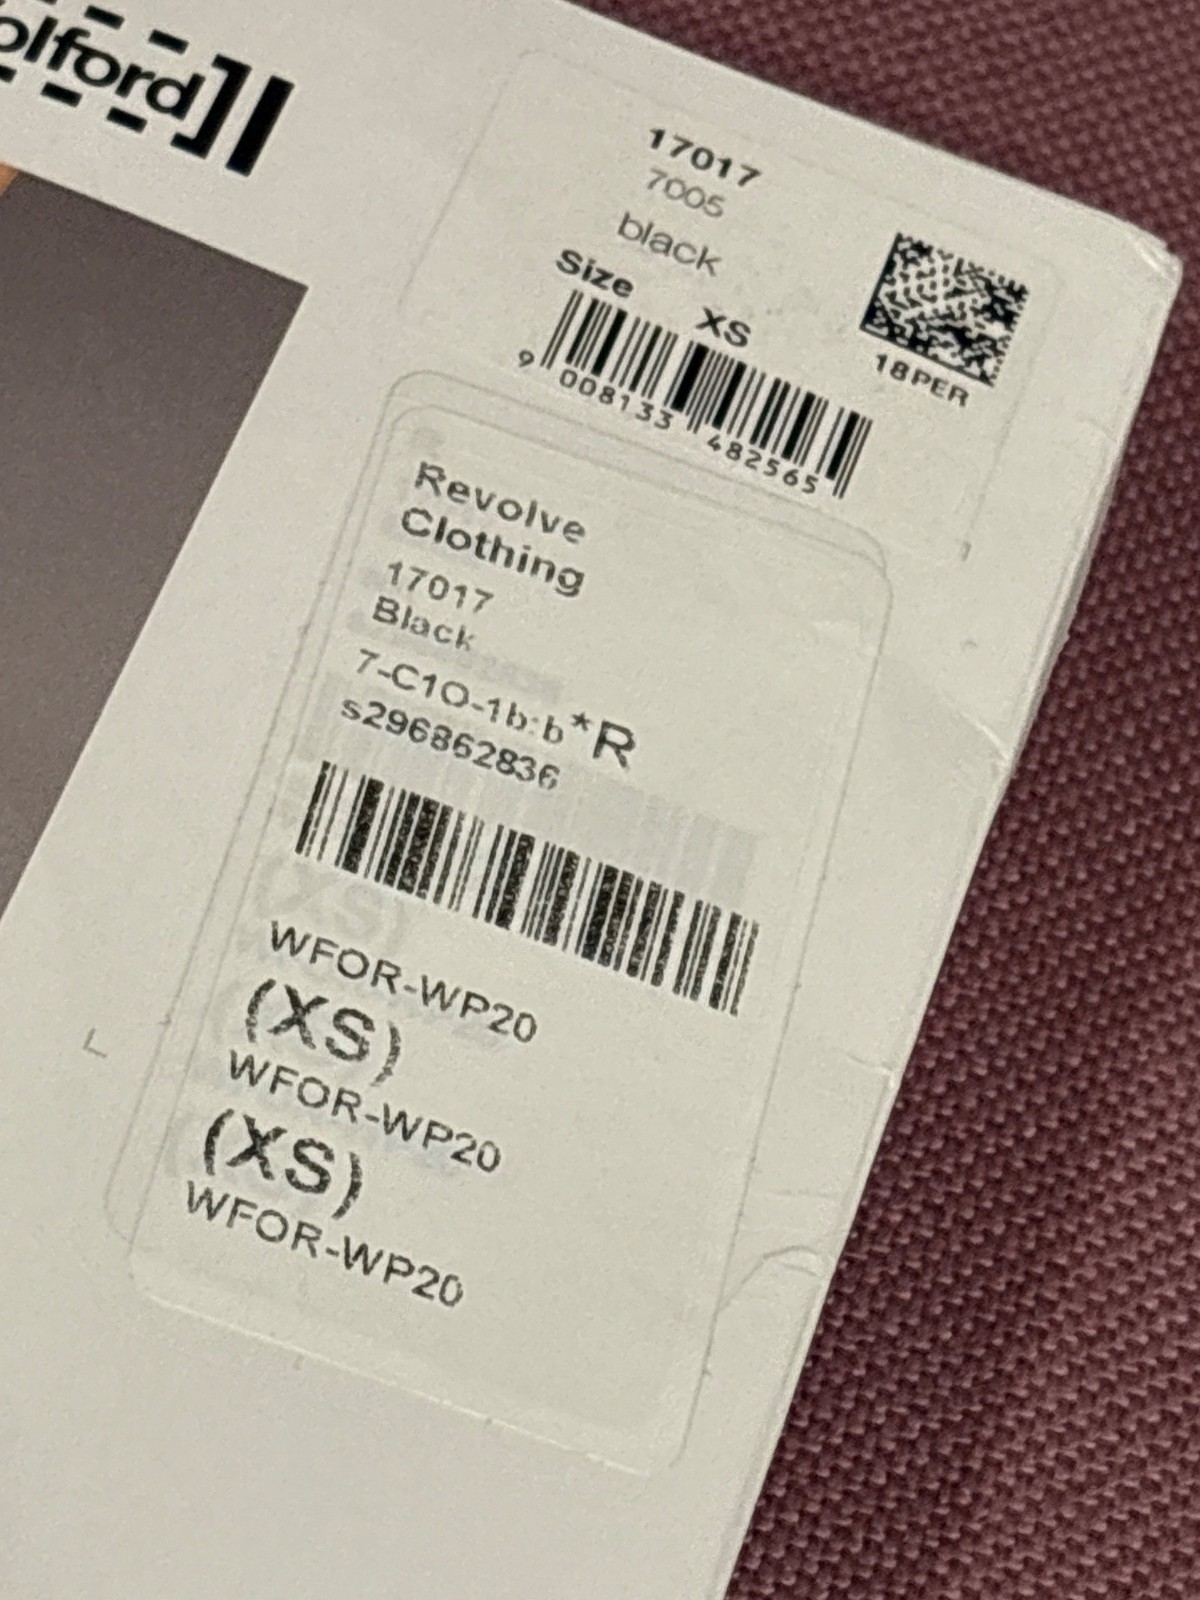 olford
17017
7005
black
Size XS
9 008133 482565
18PER
Revolve
Clothing
17017
Black
7-C1O-1b:b*R
s296862836
WFOR-WP20
(XS)
WFOR-WP20
(XS)
WFOR-WP20